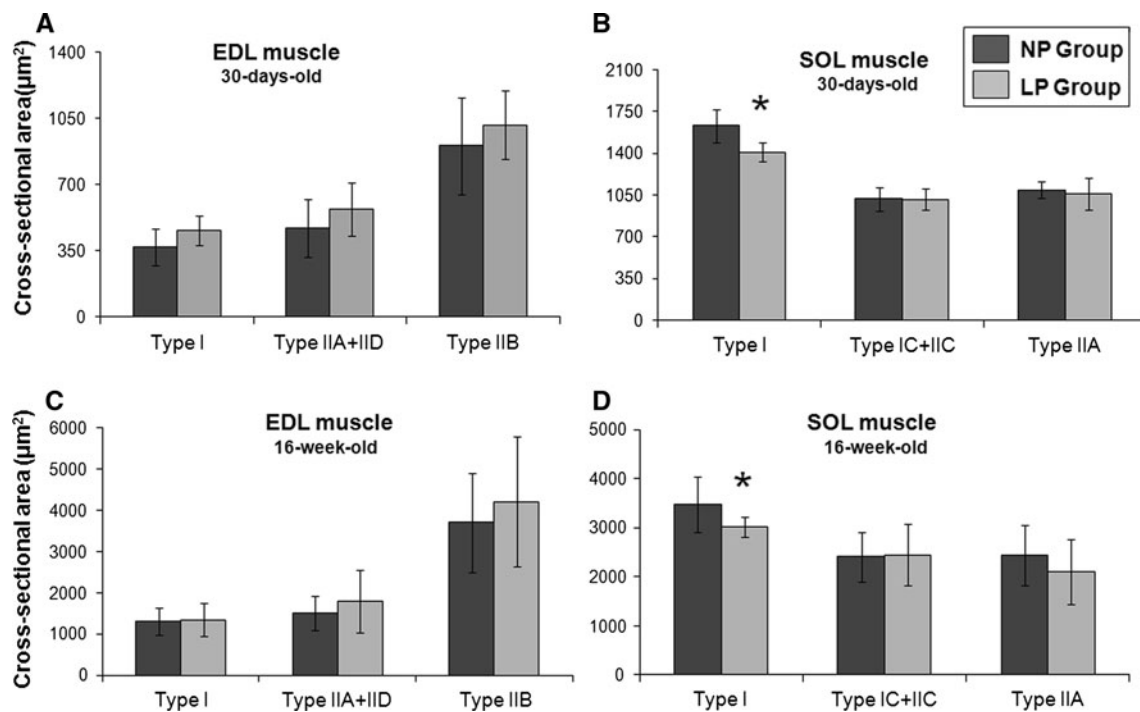 A
EDL muscle
30-days-old
Cross-sectional area(µm²)
1400
1050
700
350
0
Type I
Type IIA+IID
Type IIB
B
SOL muscle
30-days-old
NP Group
LP Group
2100
1750
1400
1050
700
350
0
*
Type I
Type IC+IIC
Type IIA
C
EDL muscle
16-week-old
Cross-sectional area (µm²)
6000
5000
4000
3000
2000
1000
0
Type I
Type IIA+IID
Type IIB
D
SOL muscle
16-week-old
5000
4000
3000
2000
1000
0
*
Type I
Type IC+IIC
Type IIA